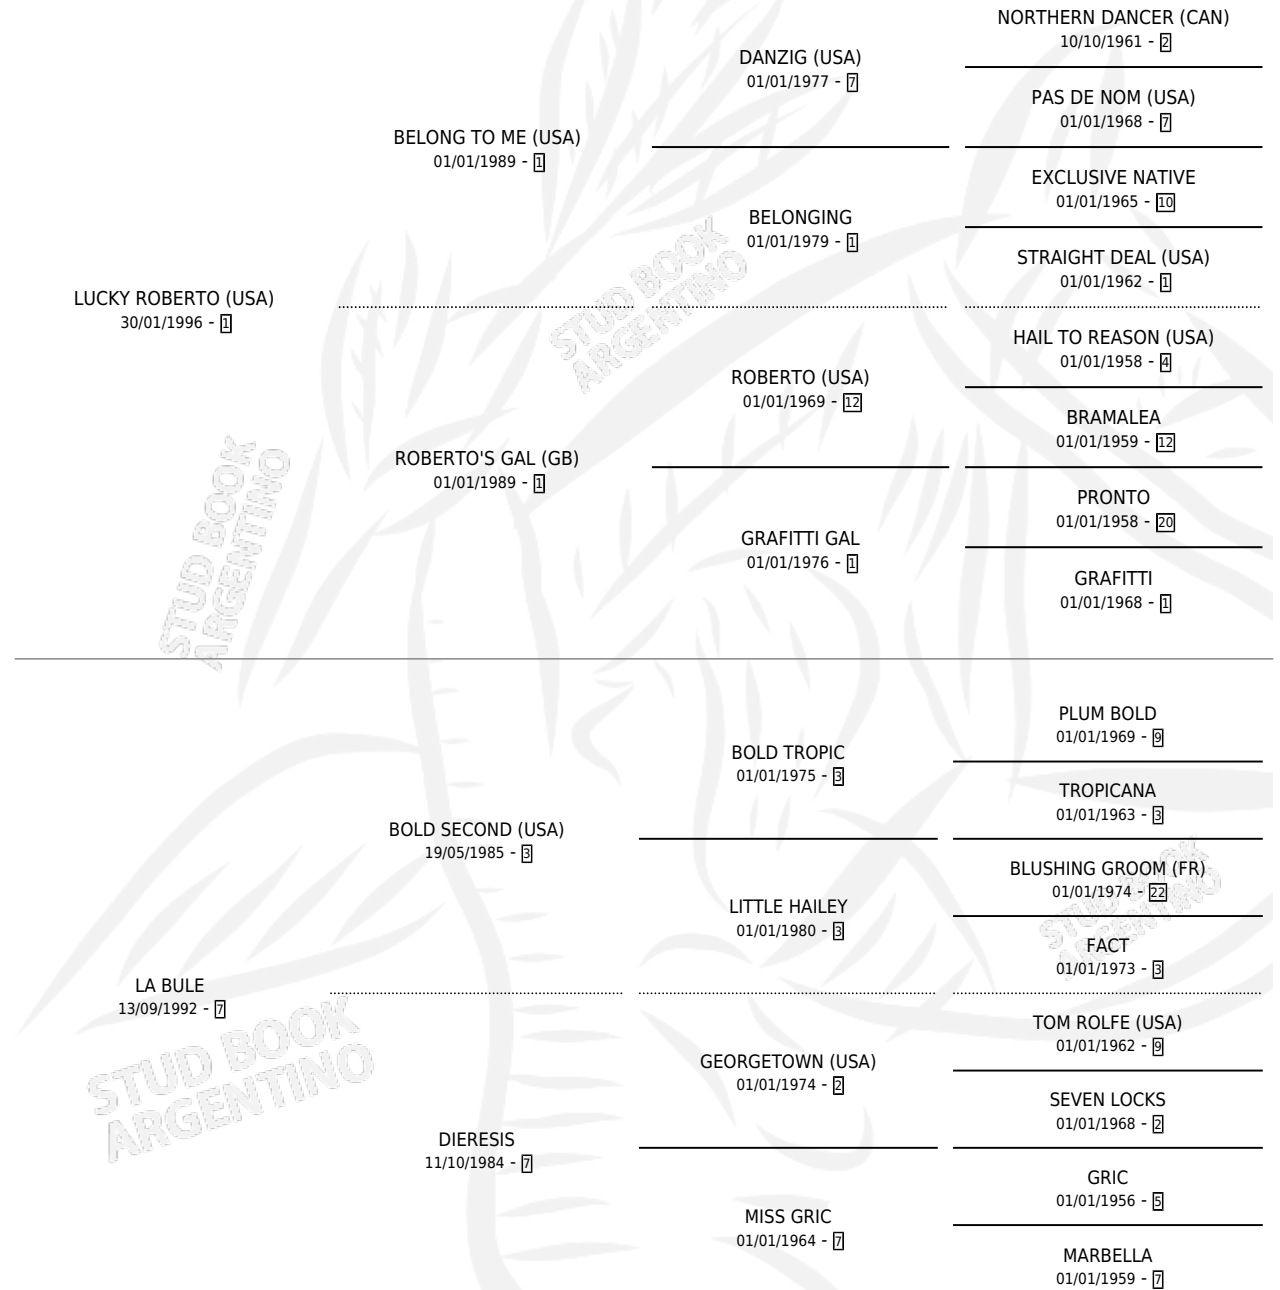 NORTHERN DANCER (CAN)
10/10/1961 - 2
DANZIG (USA)
01/01/1977 - 7
PAS DE NOM (USA)
01/01/1968 - 7
BELONG TO ME (USA)
01/01/1989 - 1
EXCLUSIVE NATIVE
01/01/1965 - 10
BELONGING
01/01/1979 - 1
STRAIGHT DEAL (USA)
01/01/1962 - 1
LUCKY ROBERTO (USA)
30/01/1996 - 1
HAIL TO REASON (USA)
01/01/1958 - 4
ROBERTO (USA)
01/01/1969 - 12
BRAMALEA
01/01/1959 - 12
ROBERTO'S GAL (GB)
01/01/1989 - 1
PRONTO
01/01/1958 - 20
GRAFITTI GAL
01/01/1976 - 1
GRAFITTI
01/01/1968 - 1
PLUM BOLD
01/01/1969 - 9
BOLD TROPIC
01/01/1975 - 3
TROPICANA
01/01/1963 - 3
BOLD SECOND (USA)
19/05/1985 - 3
BLUSHING GROOM (FR)
01/01/1974 - 22
LITTLE HAILEY
01/01/1980 - 3
FACT
01/01/1973 - 3
LA BULE
13/09/1992 - 7
TOM ROLFE (USA)
01/01/1962 - 9
GEORGETOWN (USA)
01/01/1974 - 2
SEVEN LOCKS
01/01/1968 - 2
DIERESIS
11/10/1984 - 7
GRIC
01/01/1956 - 5
MISS GRIC
01/01/1964 - 7
MARBELLA
01/01/1959 - 7
STUD BOOK
ARGENTINO
STUD BOOK
ARGENTINO
STUD BOOK
ARGENTINO
STUD BOOK
ARGENTINO